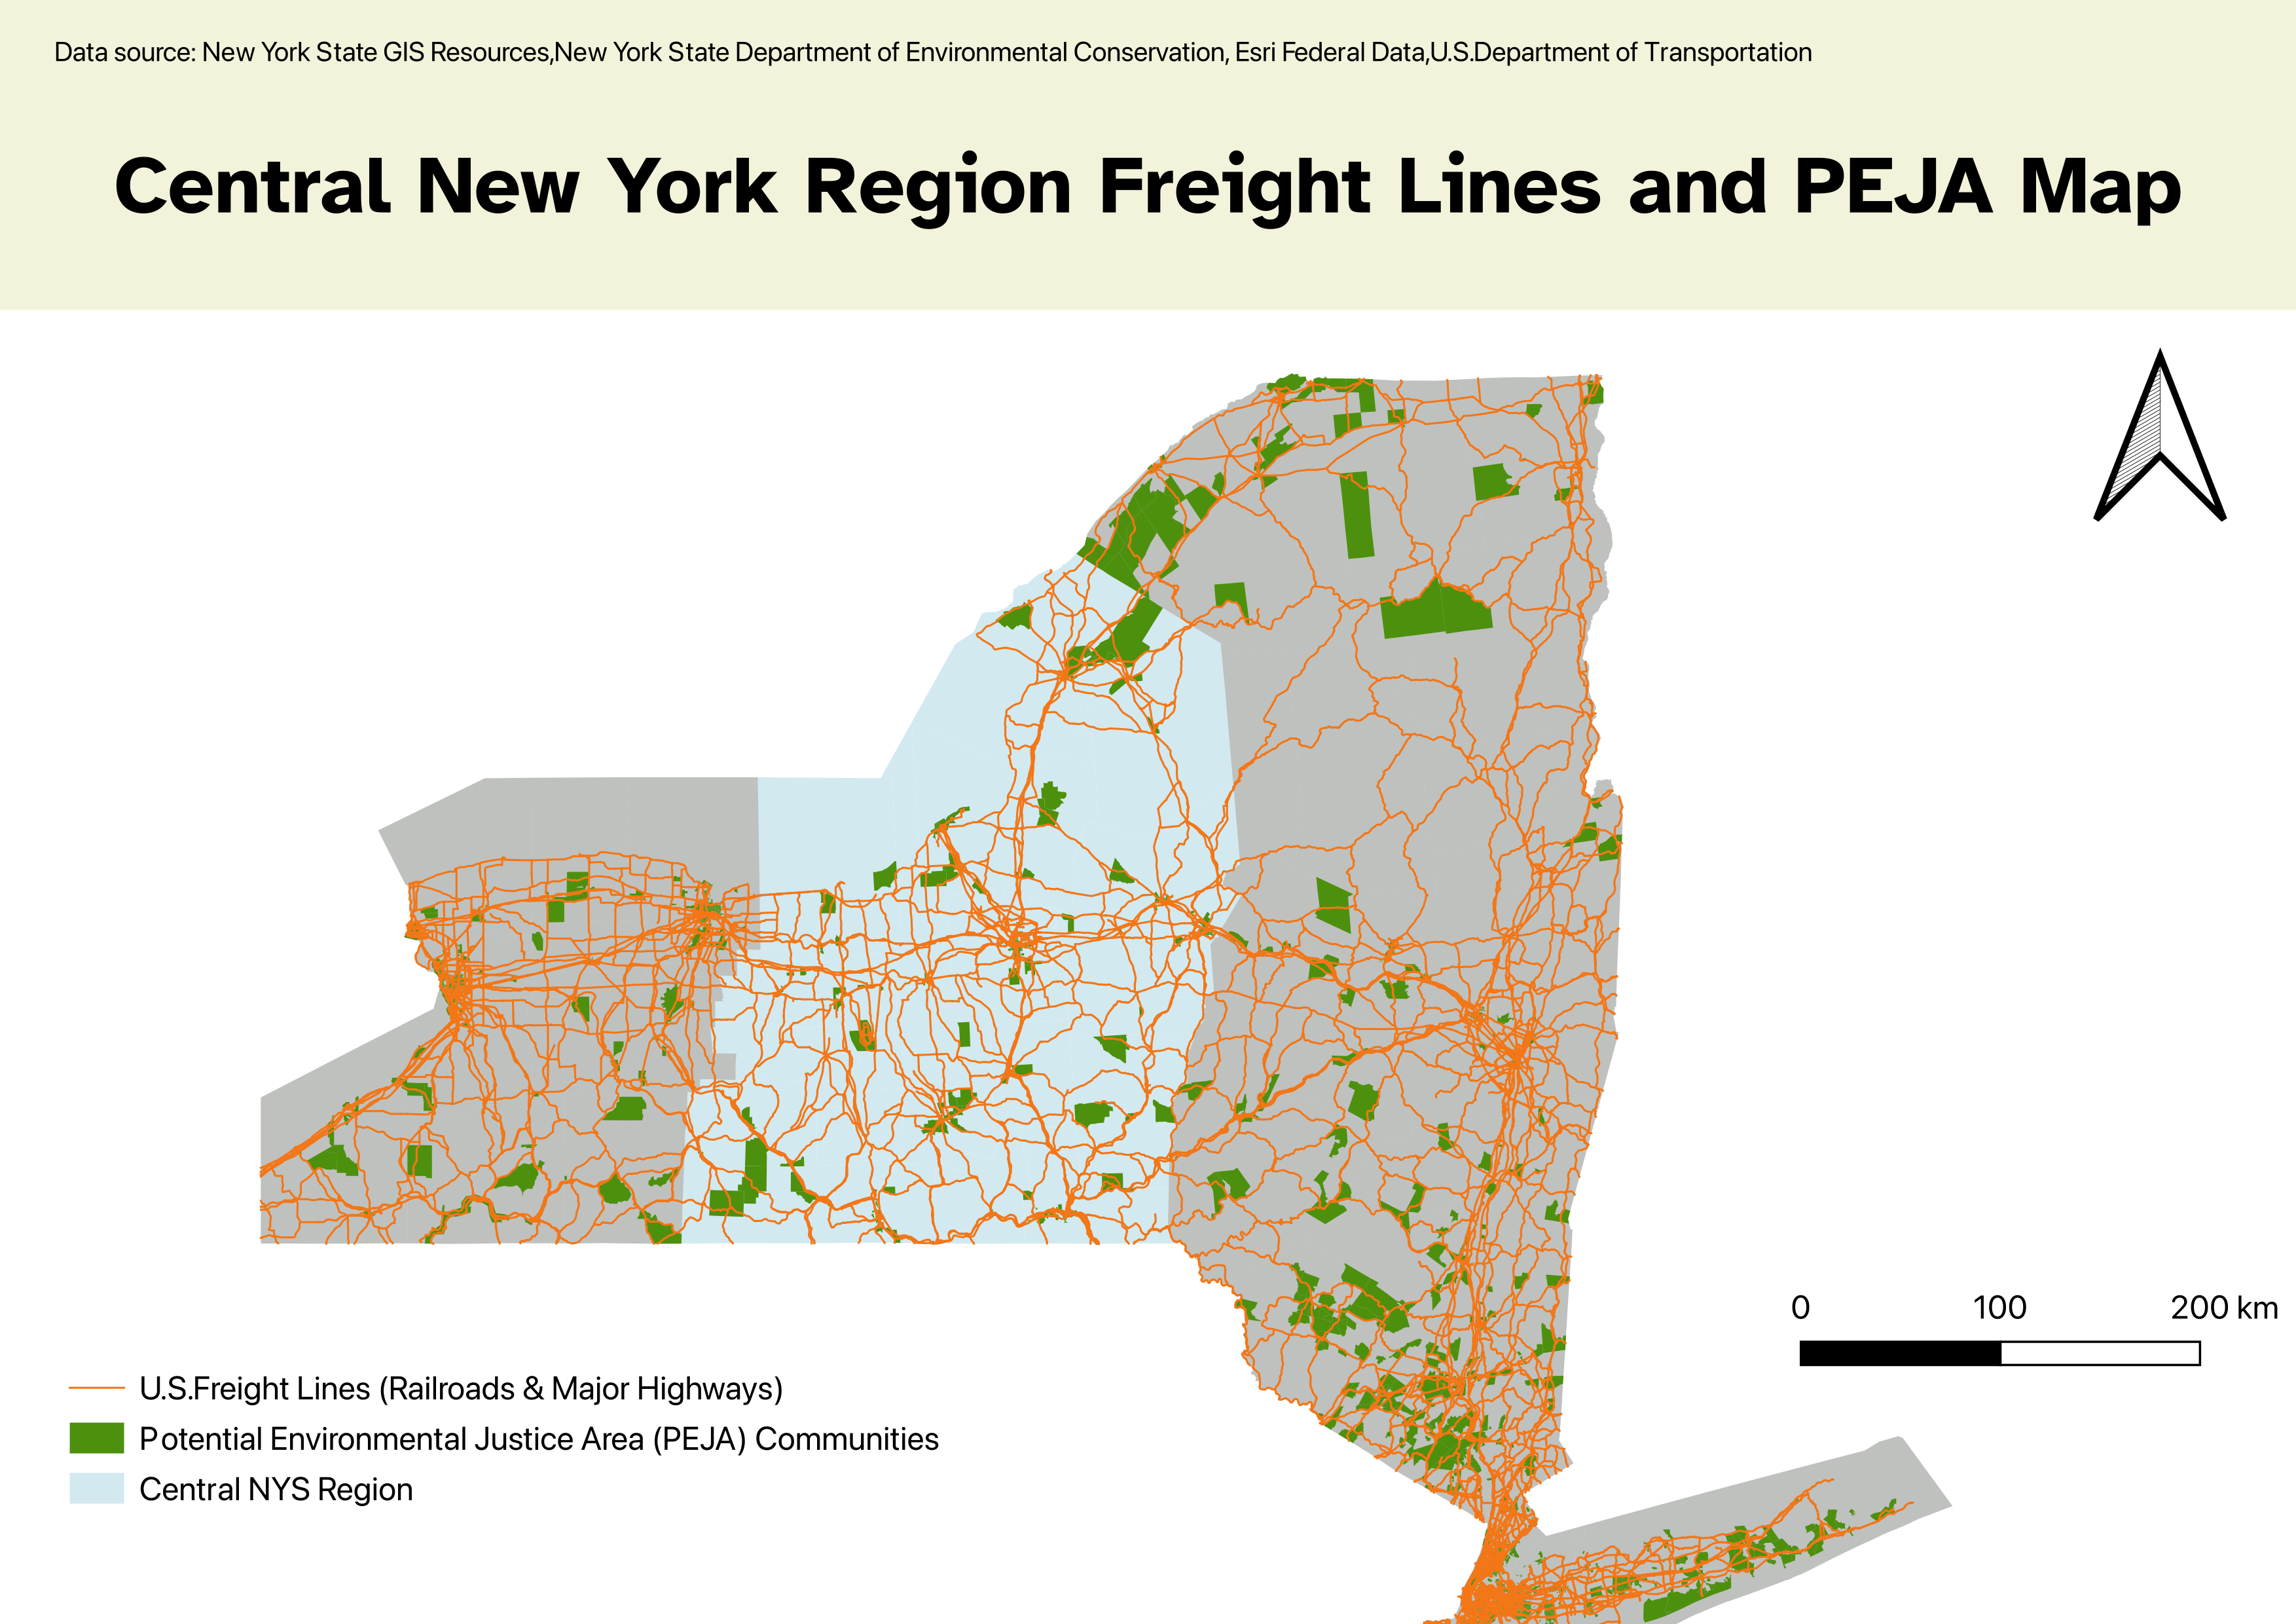 Data source: New York State GIS Resources,New York State Department of Environmental Conservation, Esri Federal Data,U.S.Department of Transportation
Central New York Region Freight Lines and PEJA Map
0 100 200 km
U.S.Freight Lines (Railroads & Major Highways)
Potential Environmental Justice Area (PEJA) Communities
Central NYS Region